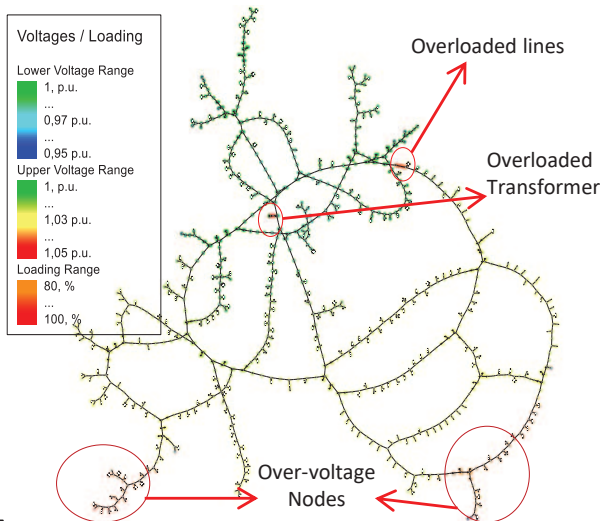 Voltages / Loading
Lower Voltage Range
1, p.u.
...
0,97 p.u.
...
0,95 p.u.
Upper Voltage Range
1, p.u.
...
1,03 p.u.
...
1,05 p.u.
Loading Range
80, %
...
100, %
Overloaded lines
Overloaded
Transformer
Over-voltage
Nodes